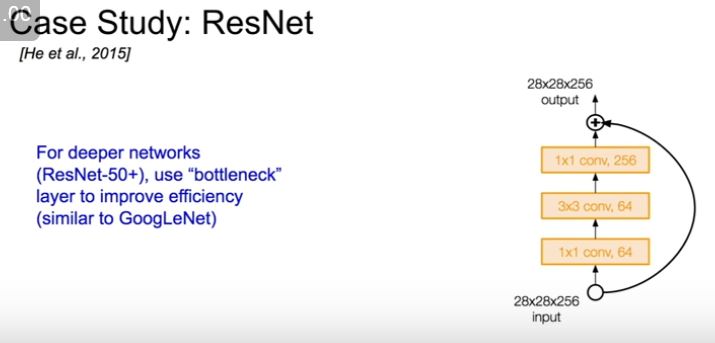 .00
Case Study: ResNet
[He et al., 2015]
For deeper networks
(ResNet-50+), use “bottleneck”
layer to improve efficiency
(similar to GoogLeNet)
28x28x256
output
+
1x1 conv, 256
3x3 conv, 64
1x1 conv, 64
28x28x256
input